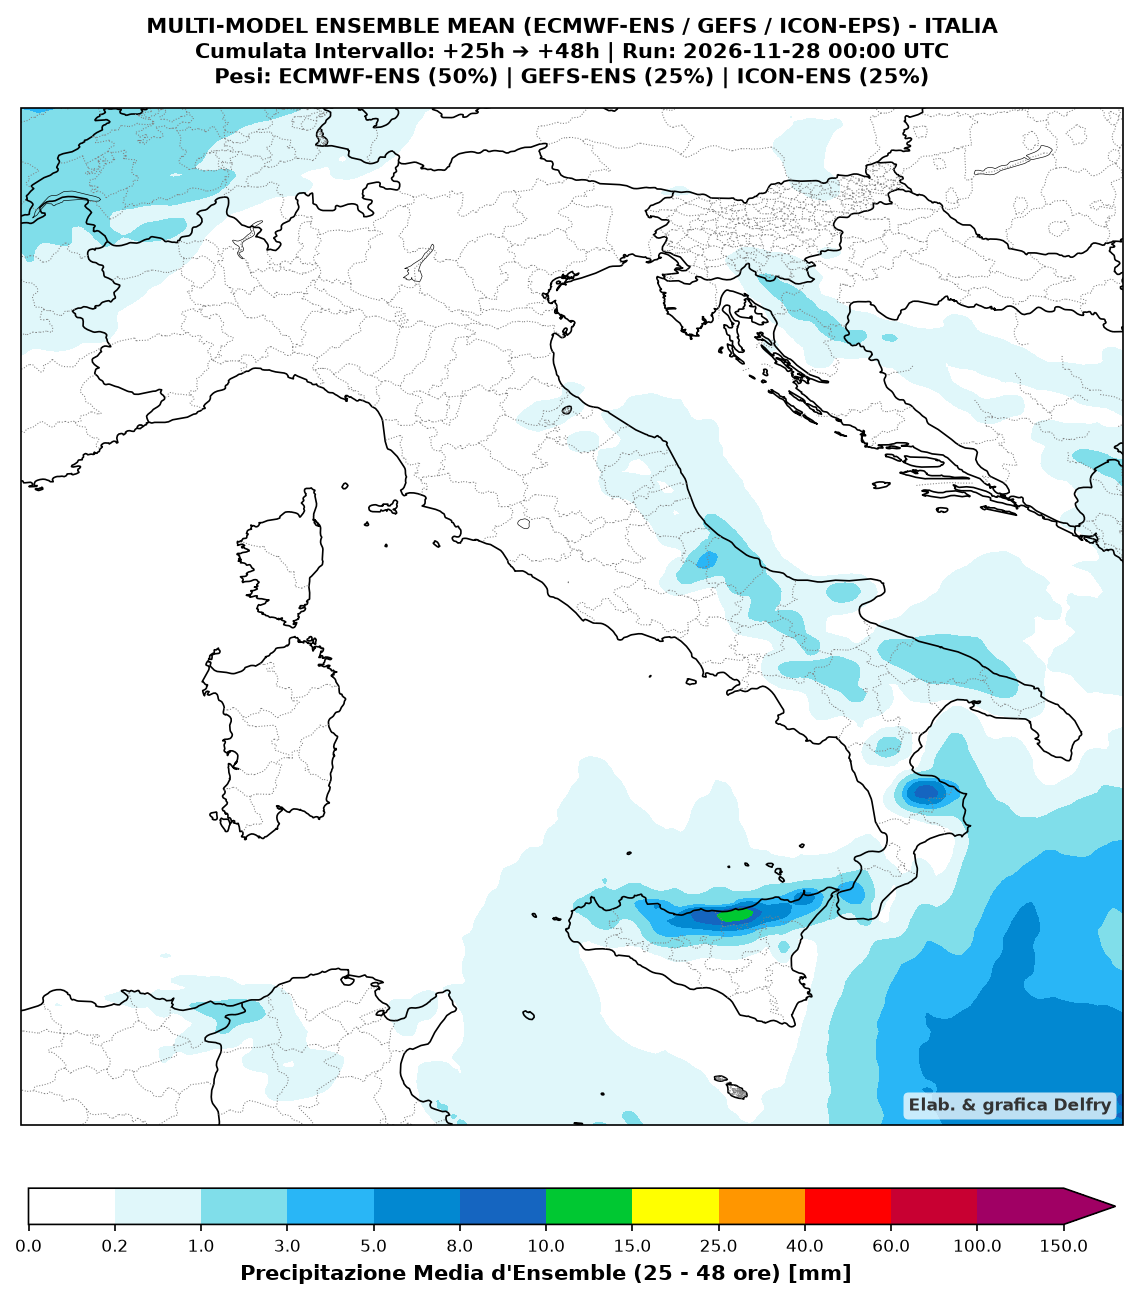 MULTI-MODEL ENSEMBLE MEAN (ECMWF-ENS / GEFS / ICON-EPS) - ITALIA
Cumulata Intervallo: +25h → +48h | Run: 2026-11-28 00:00 UTC
Pesi: ECMWF-ENS (50%) | GEFS-ENS (25%) | ICON-ENS (25%)
Elab. & grafica Delfry
0.0 0.2 1.0 3.0 5.0 8.0 10.0 15.0 25.0 40.0 60.0 100.0 150.0
Precipitazione Media d'Ensemble (25 - 48 ore) [mm]